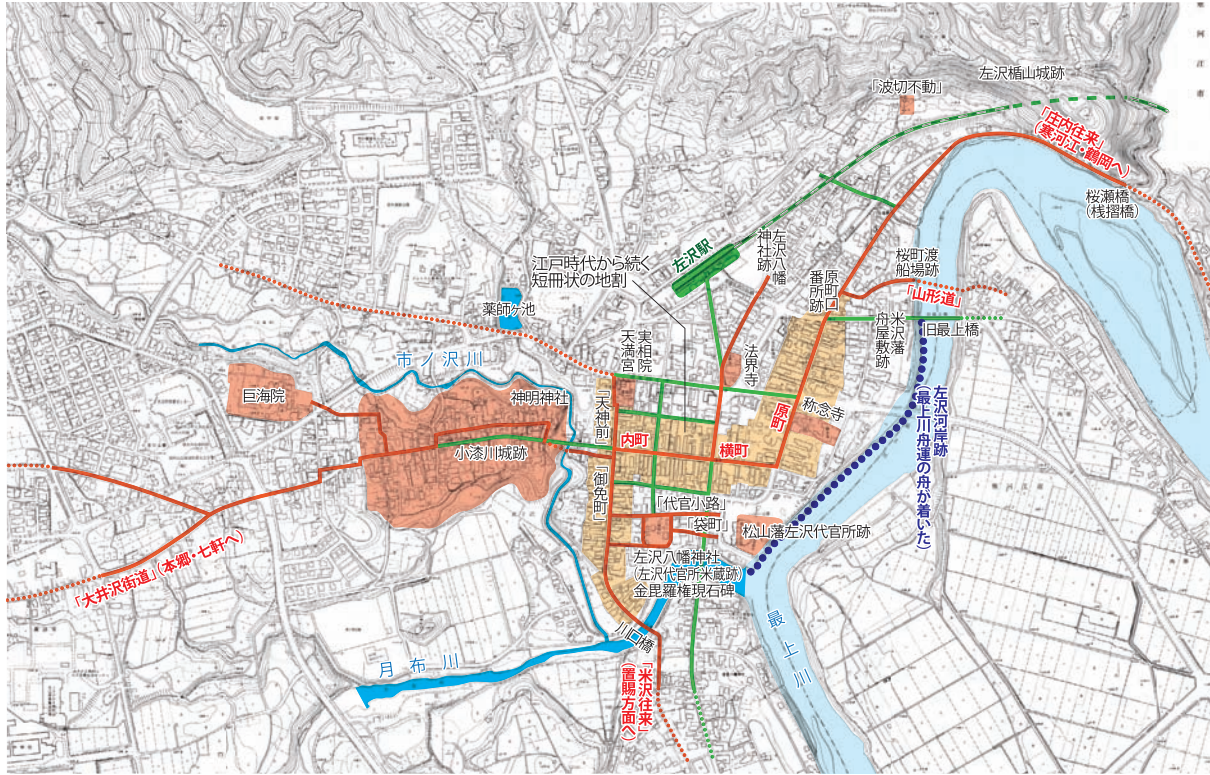 左沢楯山城跡
「波切不動」
「庄内往来」
(寒河江・鶴岡へ)
桜瀬橋
(桟摺橋)
左沢八幡
神社跡
左沢駅
江戸時代から続く
短冊状の地割
原町口
番所跡
桜町渡
船場跡
「山形道」
薬師ヶ池
米沢藩
舟屋敷跡
旧最上橋
実相院
天満宮
法界寺
市ノ沢川
巨海院
神明神社
「天神前」
原町
称念寺
左沢河岸跡
(最上川舟運の舟が着いた)
内町
横町
小漆川城跡
「御免町」
「代官小路」
「袋町」
松山藩左沢代官所跡
「大井沢街道」(本郷・七軒へ)
左沢八幡神社
(左沢代官所米蔵跡)
金毘羅権現石碑
川口橋
最上川
月布川
「米沢往来」
(置賜方面へ)